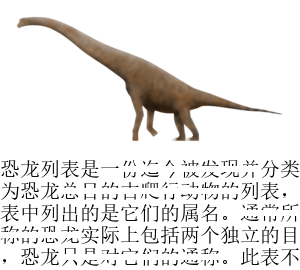 恐龙列表是一份迄今被发现并分类
为恐龙总目的古爬行动物的列表，
表中列出的是它们的属名。通常所
称的恐龙实际上包括两个独立的目
，恐龙只是对它们的通称。此表不